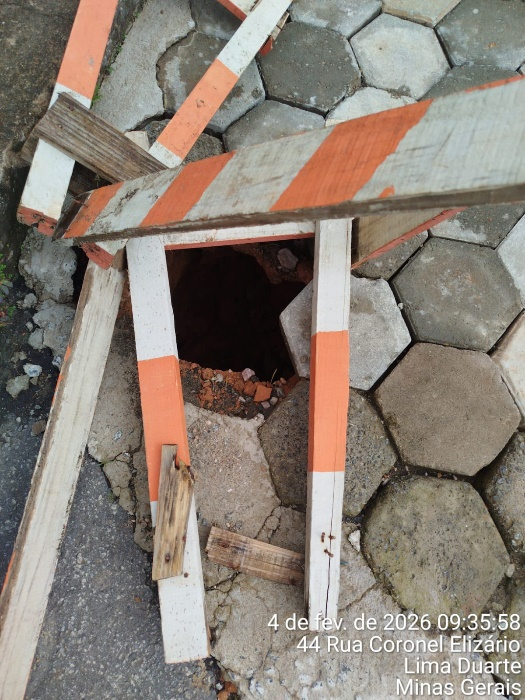 4 de fev. de 2026 09:35:58
44 Rua Coronel Elizário
Lima Duarte
Minas Gerais